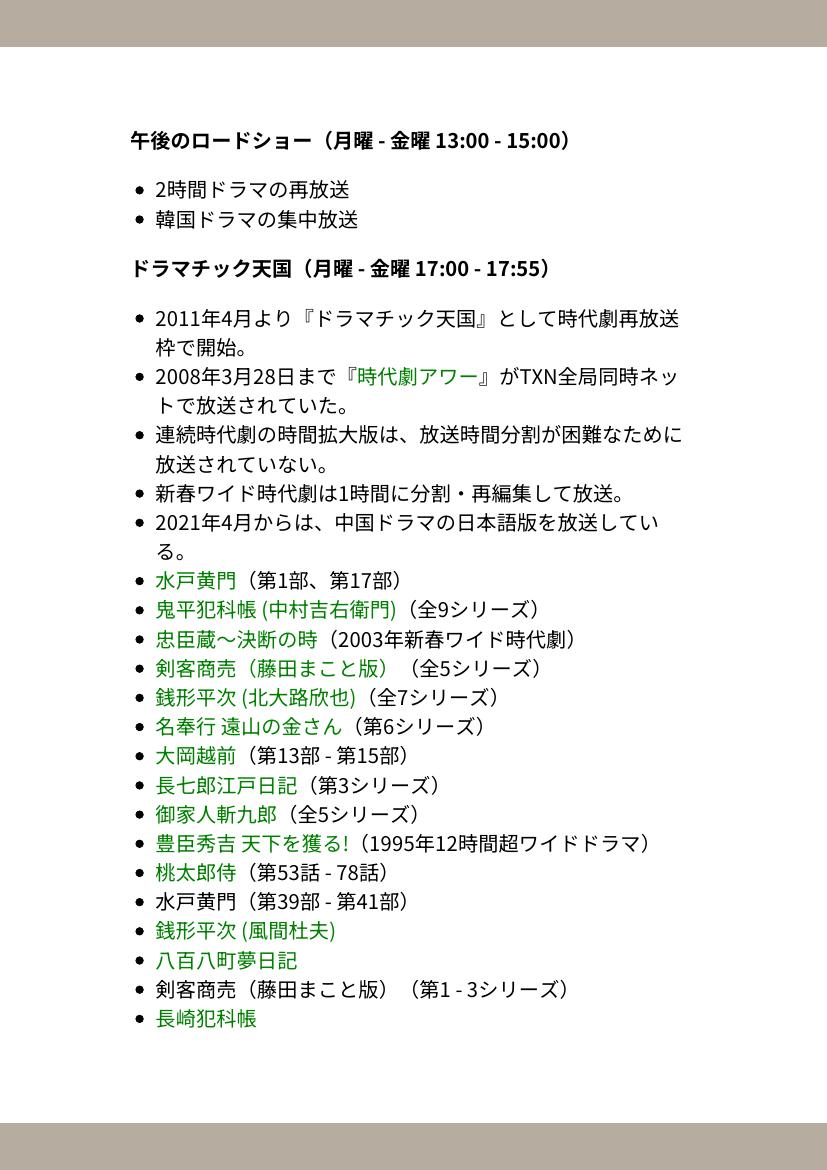 午後のロードショー（月曜 - 金曜 13:00 - 15:00）
2時間ドラマの再放送
韓国ドラマの集中放送
ドラマチック天国（月曜 - 金曜 17:00 - 17:55）
2011年4月より『ドラマチック天国』として時代劇再放送
枠で開始。
2008年3月28日まで『時代劇アワー』がTXN全局同時ネッ
トで放送されていた。
連続時代劇の時間拡大版は、放送時間分割が困難なために
放送されていない。
新春ワイド時代劇は1時間に分割・再編集して放送。
2021年4月からは、中国ドラマの日本語版を放送してい
る。
水戸黄門（第1部、第17部）
鬼平犯科帳 (中村吉右衛門)（全9シリーズ）
忠臣蔵〜決断の時（2003年新春ワイド時代劇）
剣客商売（藤田まこと版）（全5シリーズ）
銭形平次 (北大路欣也)（全7シリーズ）
名奉行 遠山の金さん（第6シリーズ）
大岡越前（第13部 - 第15部）
長七郎江戸日記（第3シリーズ）
御家人斬九郎（全5シリーズ）
豊臣秀吉 天下を獲る!（1995年12時間超ワイドドラマ）
桃太郎侍（第53話 - 78話）
水戸黄門（第39部 - 第41部）
銭形平次 (風間杜夫)
八百八町夢日記
剣客商売（藤田まこと版）（第1 - 3シリーズ）
長崎犯科帳